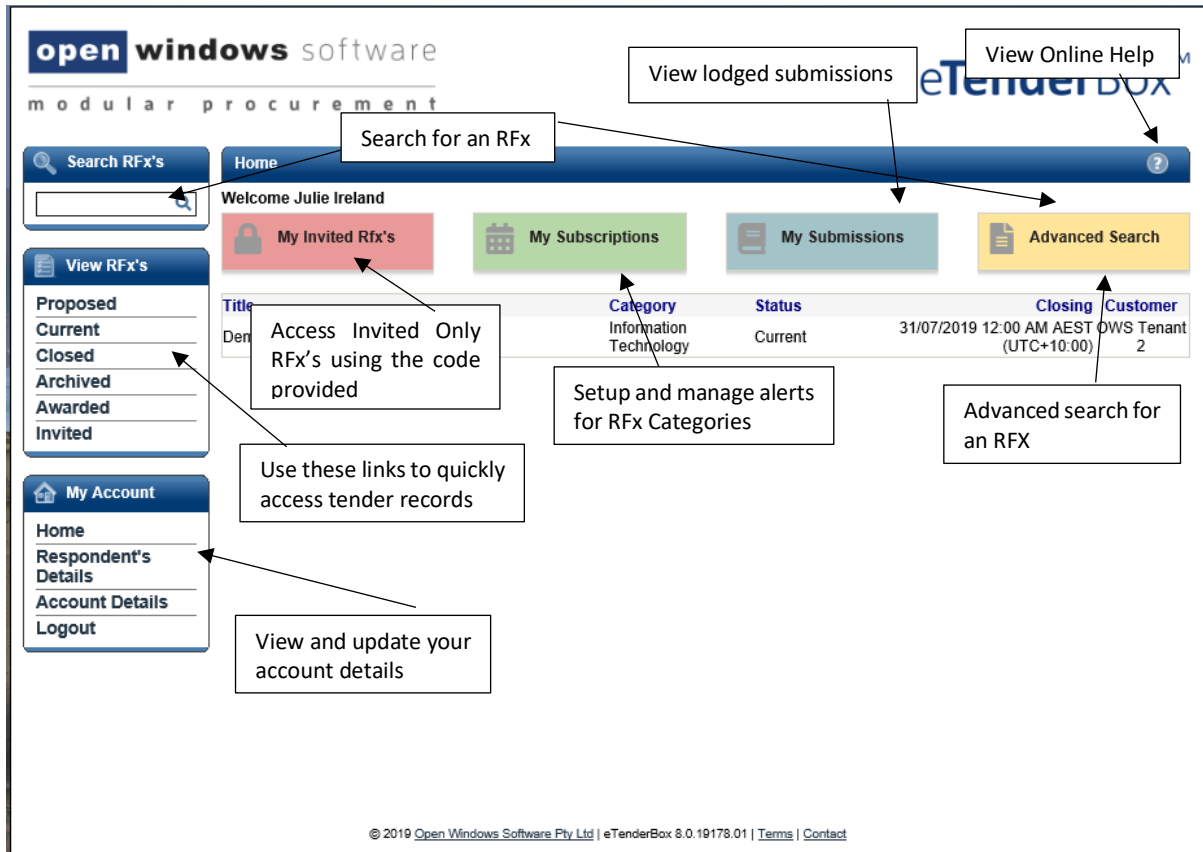 open windows software
modular procurement
eTenderBox
View lodged submissions
View Online Help
Search for an RFx
Search RFx's
Home
Welcome Julie Ireland
My Invited Rfx's
My Subscriptions
My Submissions
Advanced Search
View RFx's
Proposed
Current
Closed
Archived
Awarded
Invited
Title Category Status Closing Customer
Information
Technology
Current
31/07/2019 12:00 AM AEST
(UTC+10:00)
OWS Tenant
2
Access Invited Only
RFx's using the code
provided
Setup and manage alerts
for RFx Categories
Advanced search for
an RFX
Use these links to quickly
access tender records
My Account
Home
Respondent's
Details
Account Details
Logout
View and update your
account details
© 2019 Open Windows Software Pty Ltd | eTenderBox 8.0.19178.01 | Terms | Contact